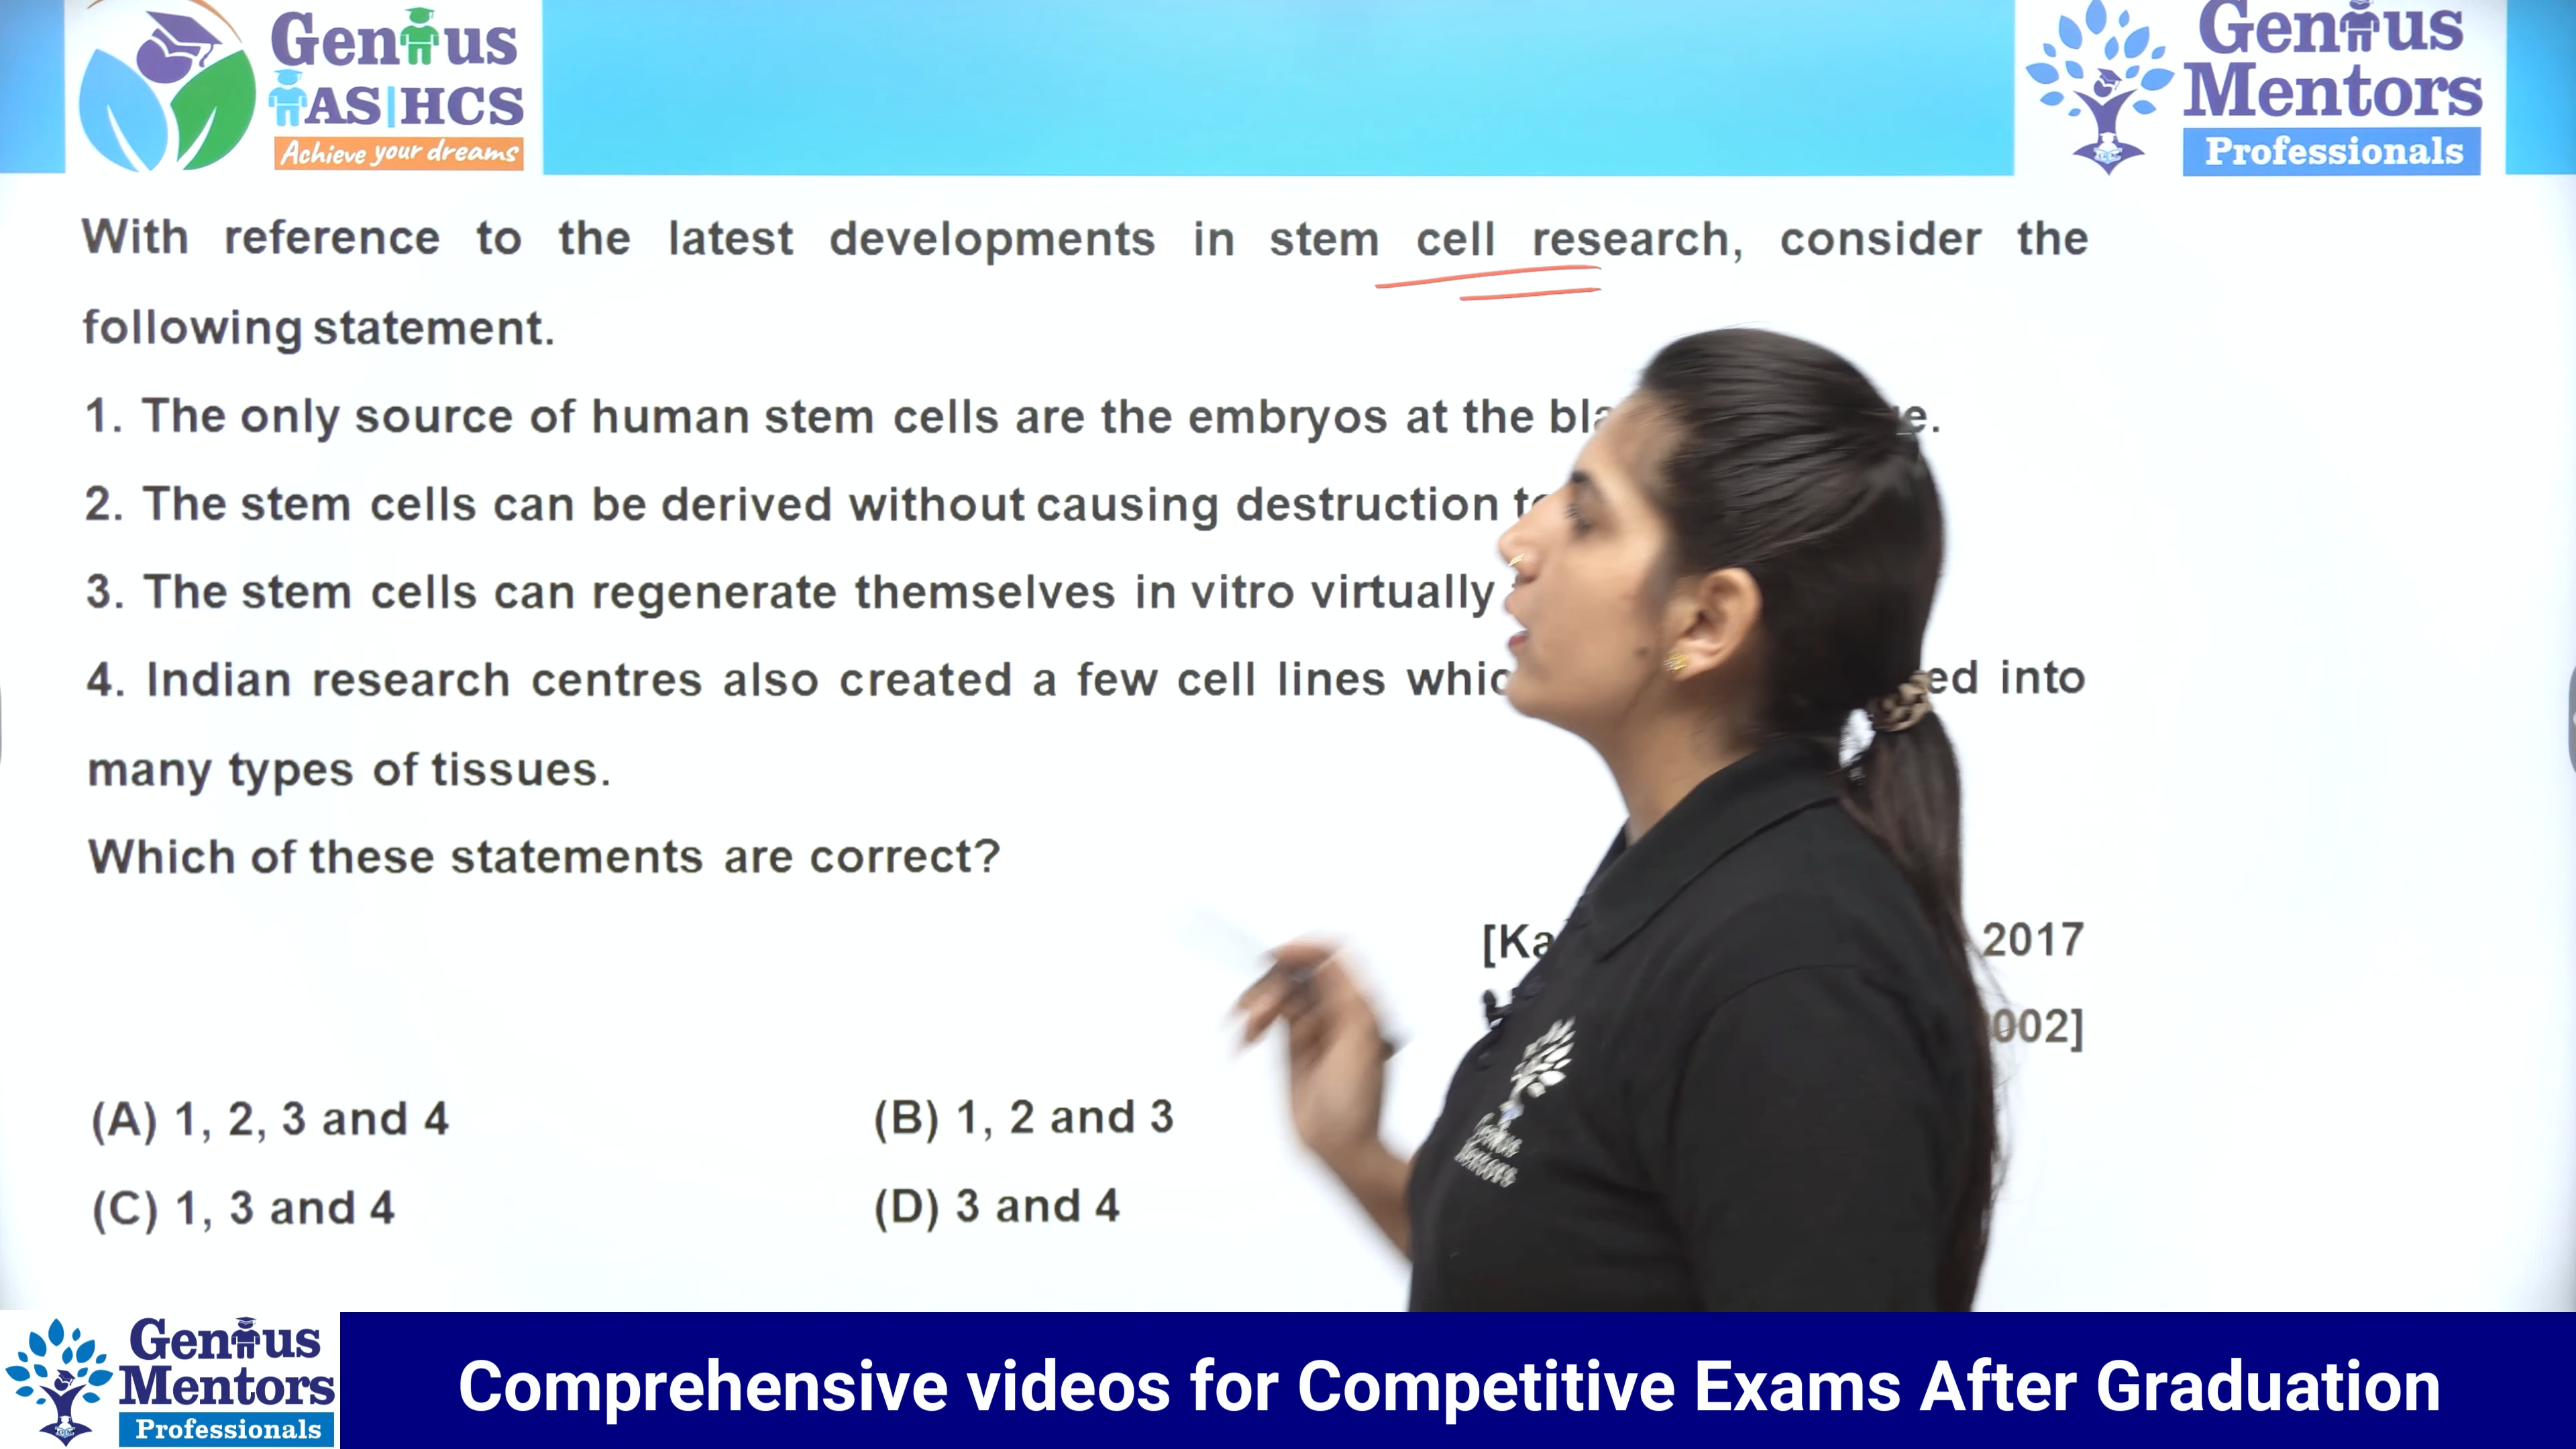 Genius
IAS|HCS
Achieve your dreams
Genius
Mentors
Professionals
With reference to the latest developments in stem cell research, consider the
following statement.
1. The only source of human stem cells are the embryos at the e.
2. The stem cells can be derived without causing destruction
3. The stem cells can regenerate themselves in vitro virtually
4. Indian research centres also created a few cell lines ed into
many types of tissues.
Which of these statements are correct?
[Ka 2017
002]
(A) 1, 2, 3 and 4
(B) 1, 2 and 3
(C) 1, 3 and 4
(D) 3 and 4
Genius
Mentors
Genius
Mentors
Professionals
Comprehensive videos for Competitive Exams After Graduation